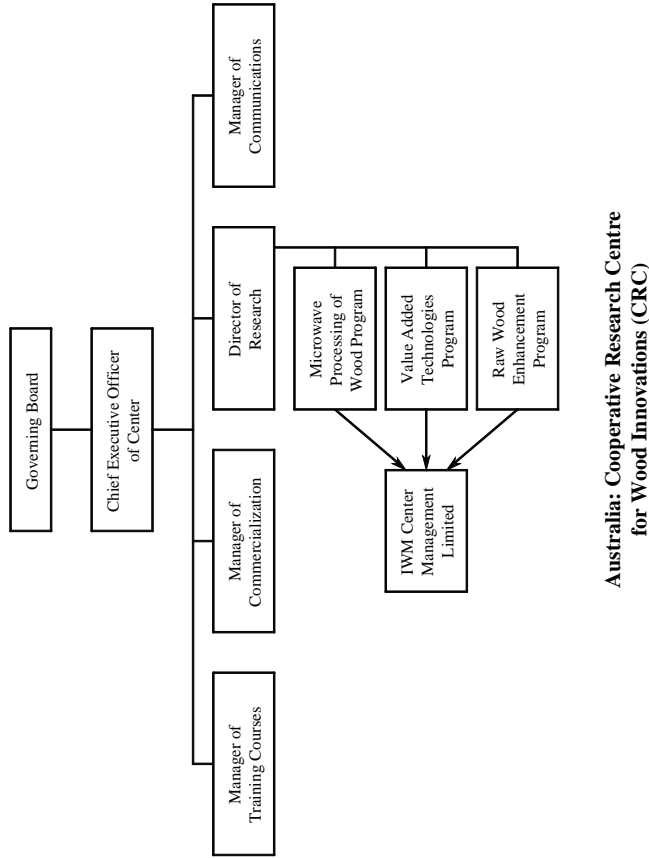 Governing Board
Chief Executive Officer
of Center
Manager of
Training Courses
Manager of
Commercialization
Director of
Research
Manager of
Communications
Microwave
Processing of
Wood Program
Value Added
Technologies
Program
Raw Wood
Enhancement
Program
IWM Center
Management
Limited
Australia: Cooperative Research Centre
for Wood Innovations (CRC)